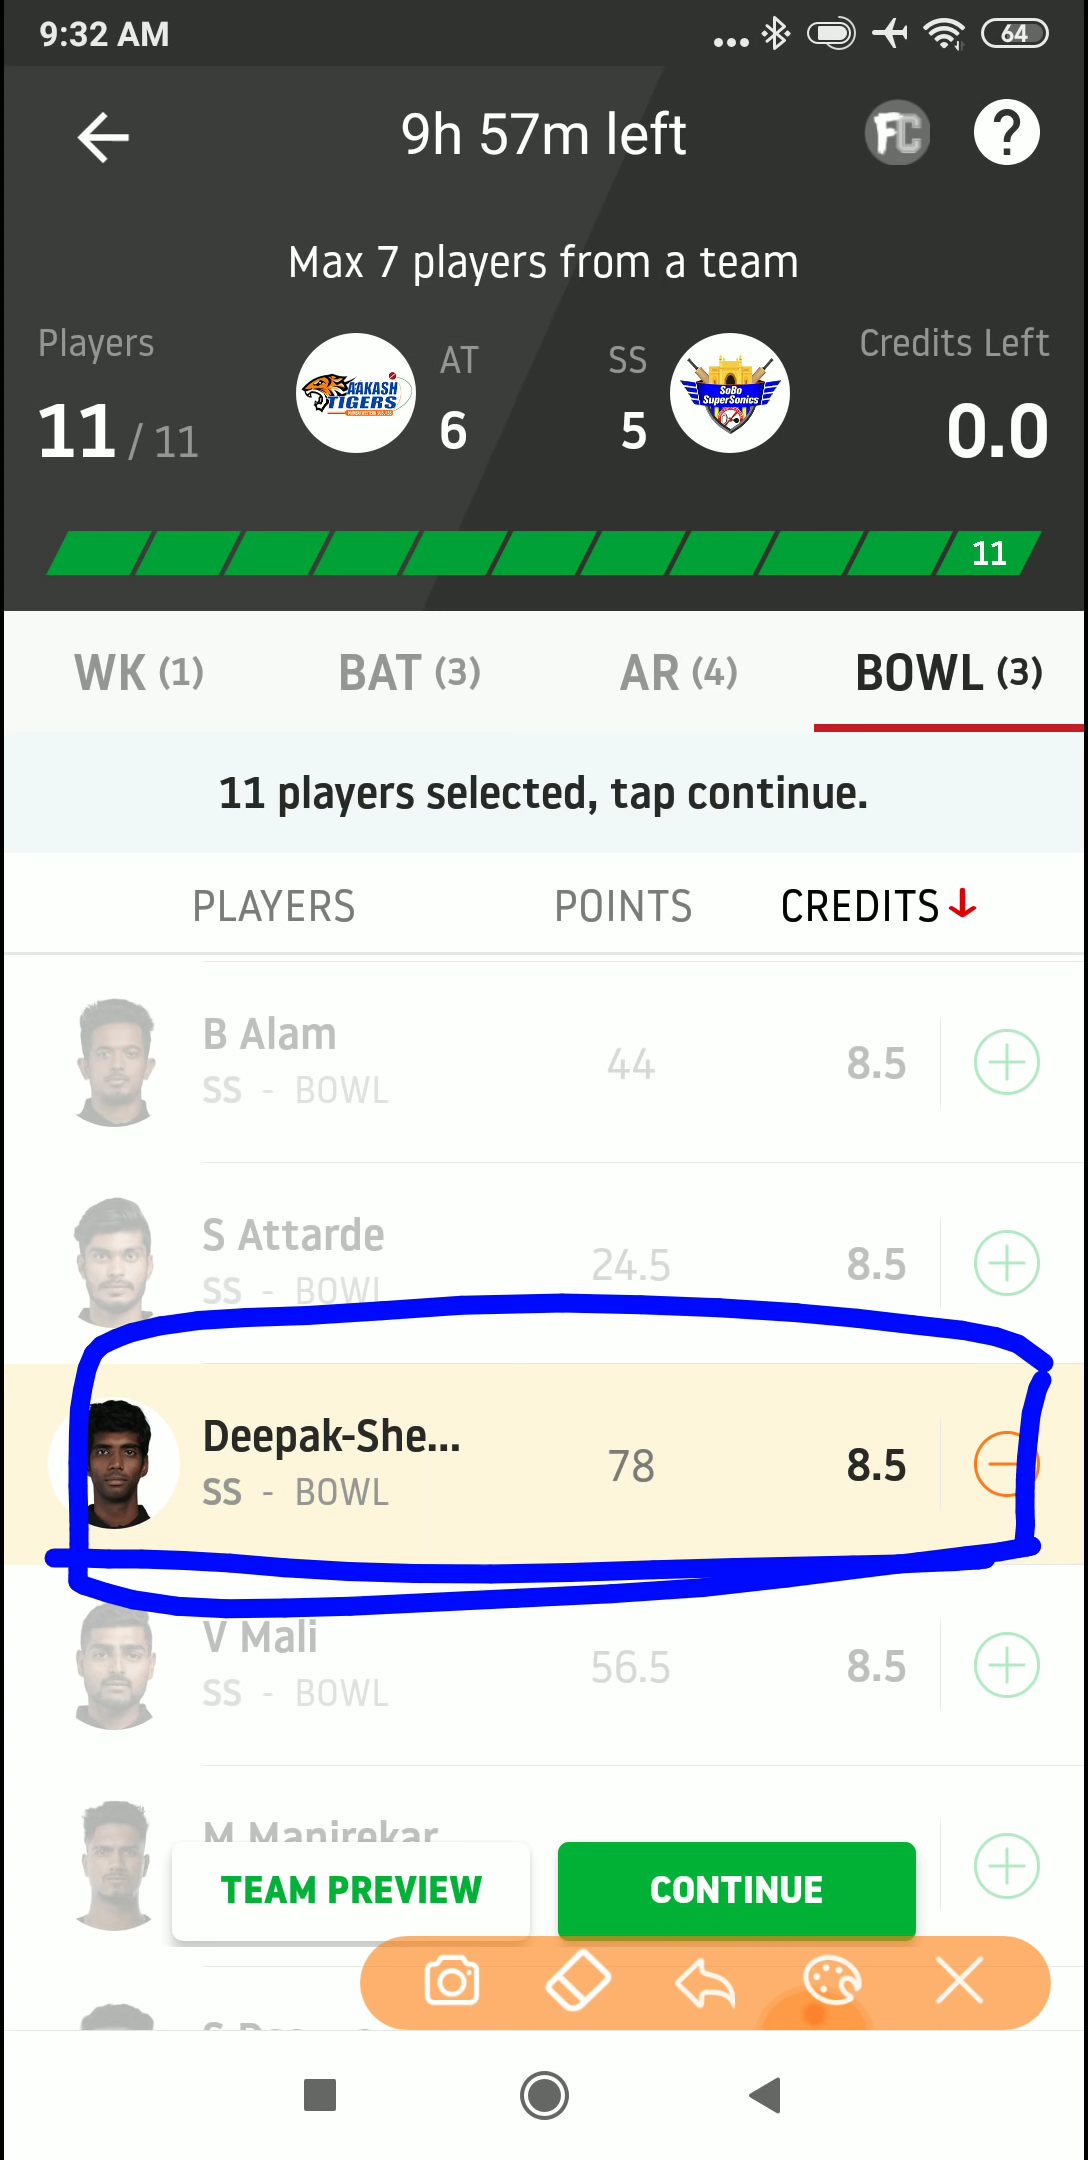 9:32 AM
64
9h 57m left
FC
?
Max 7 players from a team
Players
AT
SS
Credits Left
11 / 11
AAKASH
TIGERS
6
5
SoBo
SuperSonics
0.0
11
WK (1)
BAT (3)
AR (4)
BOWL (3)
11 players selected, tap continue.
PLAYERS
POINTS
CREDITS
B Alam
SS - BOWL
44
8.5
S Attarde
SS - BOWL
24.5
8.5
Deepak-She...
SS - BOWL
78
8.5
V Mali
SS - BOWL
56.5
8.5
M Manjrekar
TEAM PREVIEW
CONTINUE